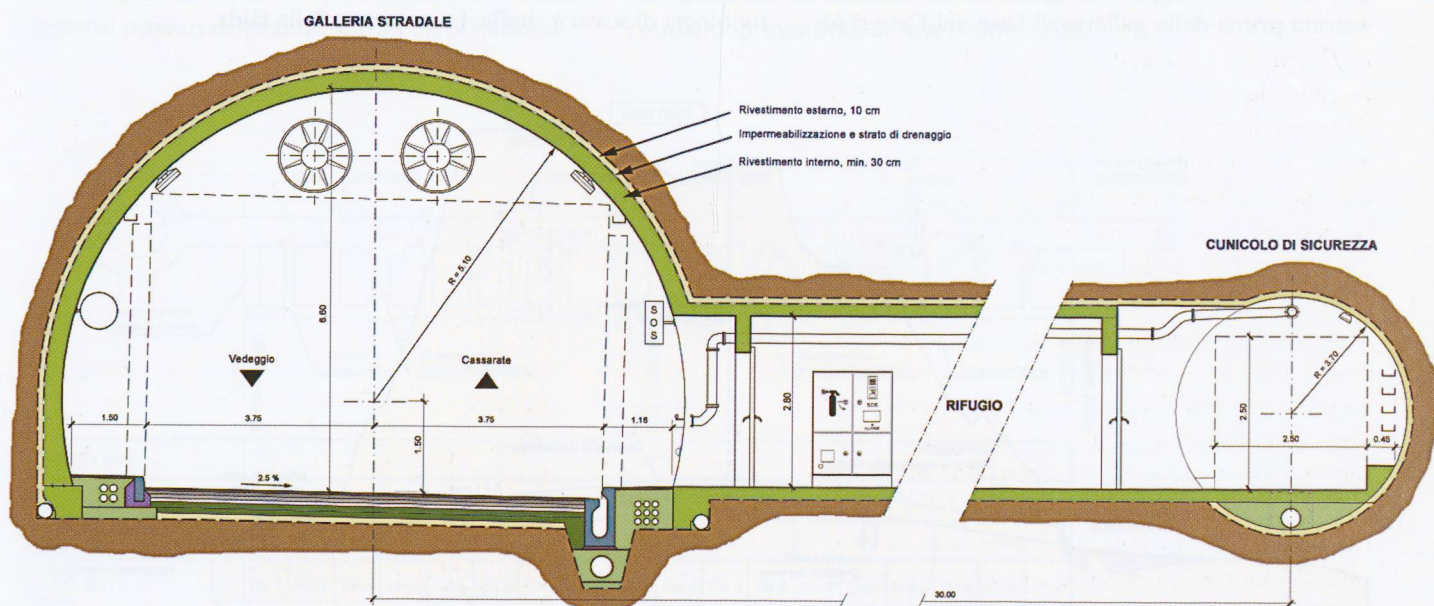 GALLERIA STRADALE
Rivestimento esterno, 10 cm
Impermeabilizzazione e strato di drenaggio
Rivestimento interno, min. 30 cm
CUNICOLO DI SICUREZZA
R = 5.10
6.60
S
O
S
Vedeggio
Cassarate
1.50
3.75
3.75
1.16
1.50
2.5 %
2.80
SOS
RIFUGIO
R = 3.70
2.50
2.50
0.45
30.00